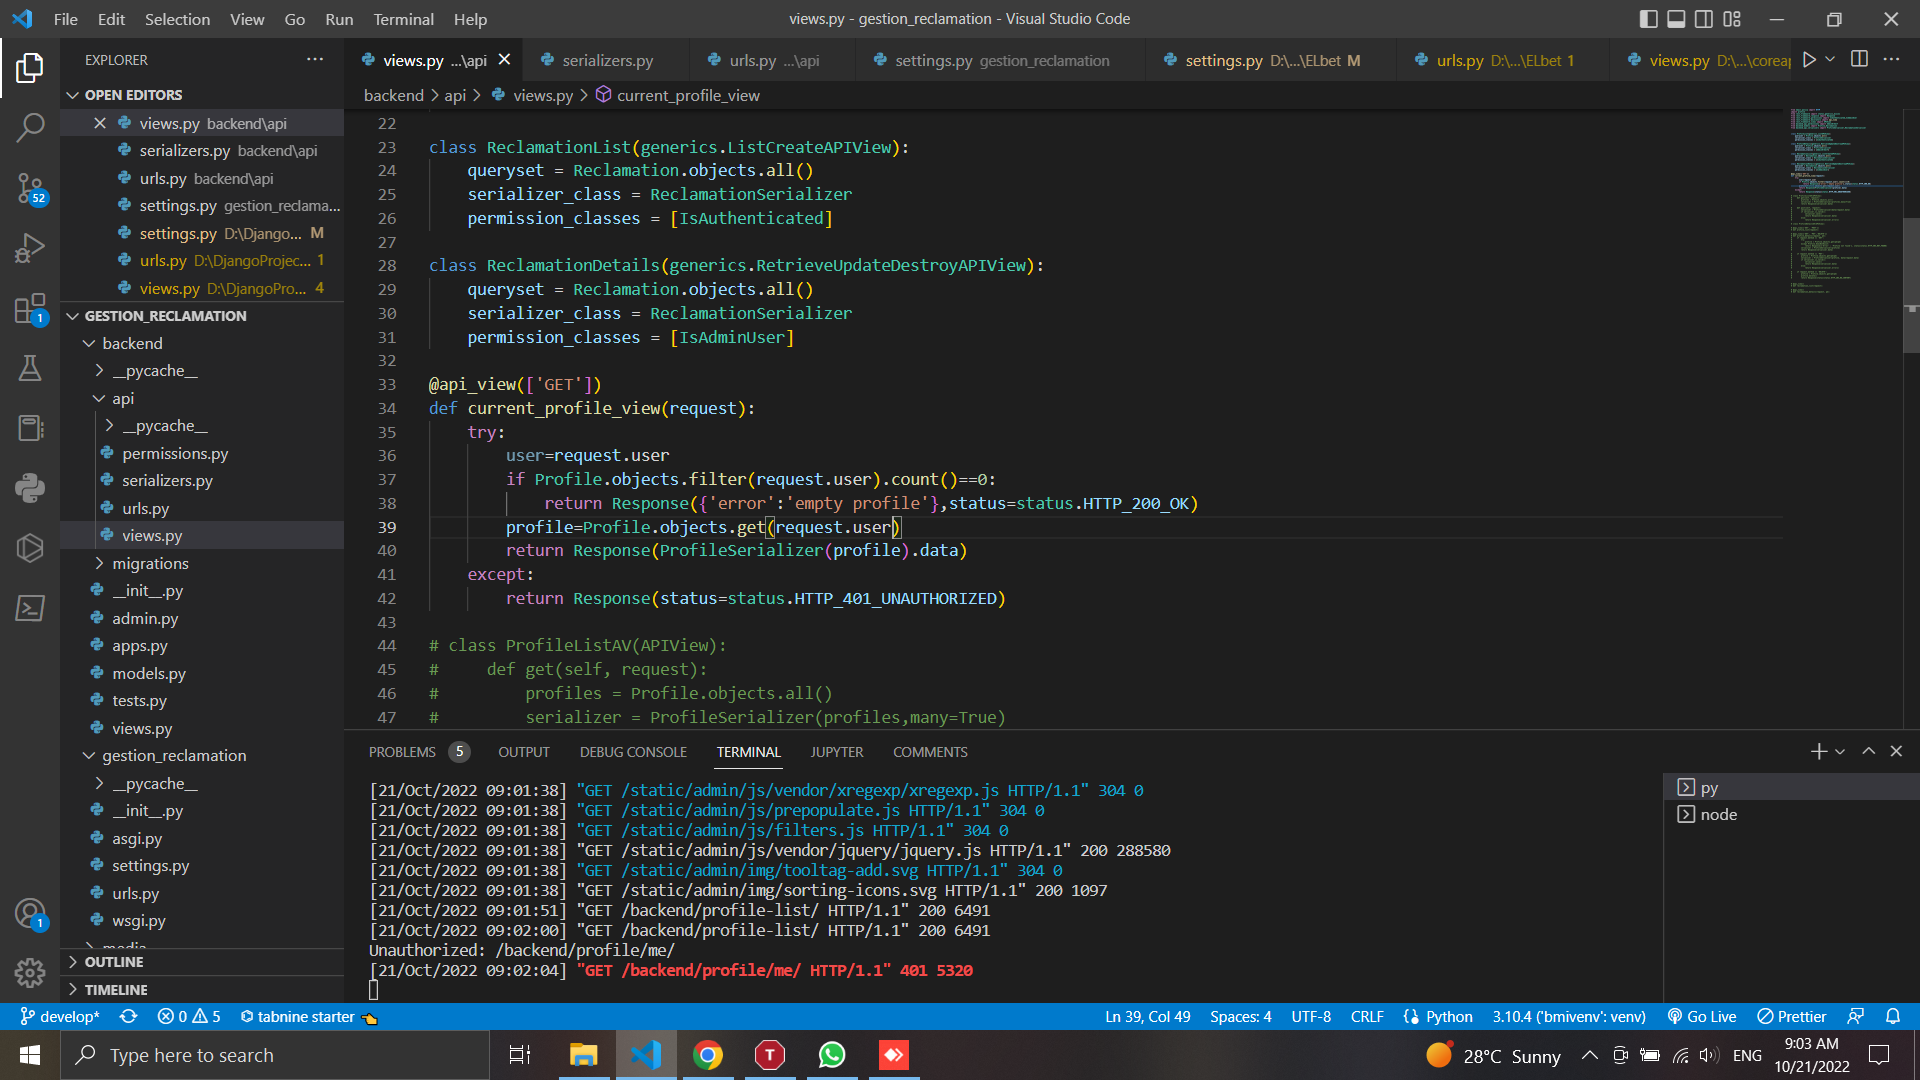 File Edit Selection View Go Run Terminal Help
views.py - gestion_reclamation - Visual Studio Code
EXPLORER
OPEN EDITORS
views.py backend\api
serializers.py backend\api
urls.py backend\api
settings.py gestion_reclama...
settings.py D:\Django... M
urls.py D:\DjangoProjec... 1
views.py D:\DjangoPro... 4
GESTION_RECLAMATION
backend
__pycache__
api
__pycache__
permissions.py
serializers.py
urls.py
views.py
migrations
__init__.py
admin.py
apps.py
models.py
tests.py
views.py
gestion_reclamation
__pycache__
__init__.py
asgi.py
settings.py
urls.py
wsgi.py
media
OUTLINE
TIMELINE
52
1
1
views.py ...\api serializers.py urls.py ...\api settings.py gestion_reclamation settings.py D:\...\ELbet M urls.py D:\...\ELbet 1 views.py D:\...\coreap
backend > api > views.py > current_profile_view
22
23 class ReclamationList(generics.ListCreateAPIView):
24 queryset = Reclamation.objects.all()
25 serializer_class = ReclamationSerializer
26 permission_classes = [IsAuthenticated]
27
28 class ReclamationDetails(generics.RetrieveUpdateDestroyAPIView):
29 queryset = Reclamation.objects.all()
30 serializer_class = ReclamationSerializer
31 permission_classes = [IsAdminUser]
32
33 @api_view(['GET'])
34 def current_profile_view(request):
35 try:
36 user=request.user
37 if Profile.objects.filter(request.user).count()==0:
38 return Response({'error':'empty profile'},status=status.HTTP_200_OK)
39 profile=Profile.objects.get(request.user)
40 return Response(ProfileSerializer(profile).data)
41 except:
42 return Response(status=status.HTTP_401_UNAUTHORIZED)
43
44 # class ProfileListAV(APIView):
45 # def get(self, request):
46 # profiles = Profile.objects.all()
47 # serializer = ProfileSerializer(profiles,many=True)
PROBLEMS 5 OUTPUT DEBUG CONSOLE TERMINAL JUPYTER COMMENTS
[21/Oct/2022 09:01:38] "GET /static/admin/js/vendor/xregexp/xregexp.js HTTP/1.1" 304 0
[21/Oct/2022 09:01:38] "GET /static/admin/js/prepopulate.js HTTP/1.1" 304 0
[21/Oct/2022 09:01:38] "GET /static/admin/js/filters.js HTTP/1.1" 304 0
[21/Oct/2022 09:01:38] "GET /static/admin/js/vendor/jquery/jquery.js HTTP/1.1" 200 288580
[21/Oct/2022 09:01:38] "GET /static/admin/img/tooltag-add.svg HTTP/1.1" 304 0
[21/Oct/2022 09:01:38] "GET /static/admin/img/sorting-icons.svg HTTP/1.1" 200 1097
[21/Oct/2022 09:01:51] "GET /backend/profile-list/ HTTP/1.1" 200 6491
[21/Oct/2022 09:02:00] "GET /backend/profile-list/ HTTP/1.1" 200 6491
Unauthorized: /backend/profile/me/
[21/Oct/2022 09:02:04] "GET /backend/profile/me/ HTTP/1.1" 401 5320
py
node
develop* 0 5 tabnine starter
Ln 39, Col 49 Spaces: 4 UTF-8 CRLF Python 3.10.4 ('bmivenv': venv) Go Live Prettier
Type here to search
T
28°C Sunny ENG
9:03 AM
10/21/2022